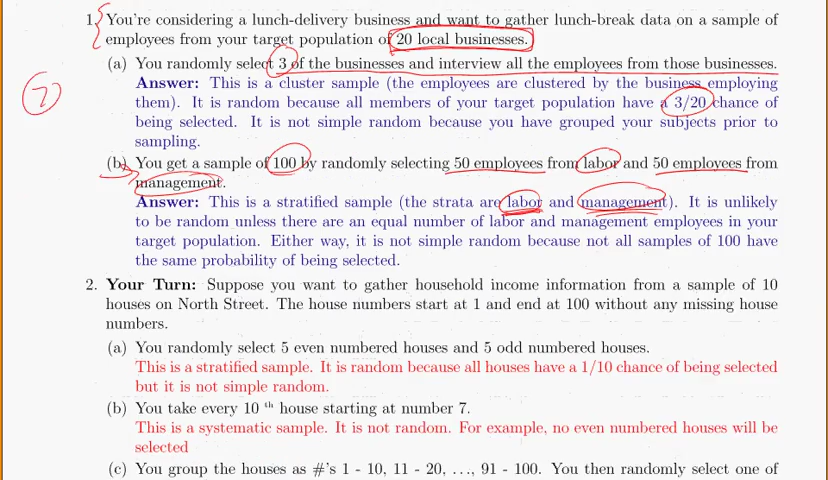 1. You're considering a lunch-delivery business and want to gather lunch-break data on a sample of
employees from your target population of 20 local businesses.
(a) You randomly select 3 of the businesses and interview all the employees from those businesses.
Answer: This is a cluster sample (the employees are clustered by the business employing
them). It is random because all members of your target population have a 3/20 chance of
being selected. It is not simple random because you have grouped your subjects prior to
sampling.
(b) You get a sample of 100 by randomly selecting 50 employees from labor and 50 employees from
management.
Answer: This is a stratified sample (the strata are labor and management). It is unlikely
to be random unless there are an equal number of labor and management employees in your
target population. Either way, it is not simple random because not all samples of 100 have
the same probability of being selected.
2. Your Turn: Suppose you want to gather household income information from a sample of 10
houses on North Street. The house numbers start at 1 and end at 100 without any missing house
numbers.
(a) You randomly select 5 even numbered houses and 5 odd numbered houses.
This is a stratified sample. It is random because all houses have a 1/10 chance of being selected
but it is not simple random.
(b) You take every 10 th house starting at number 7.
This is a systematic sample. It is not random. For example, no even numbered houses will be
selected
(c) You group the houses as #'s 1 - 10, 11 - 20, ..., 91 - 100. You then randomly select one of